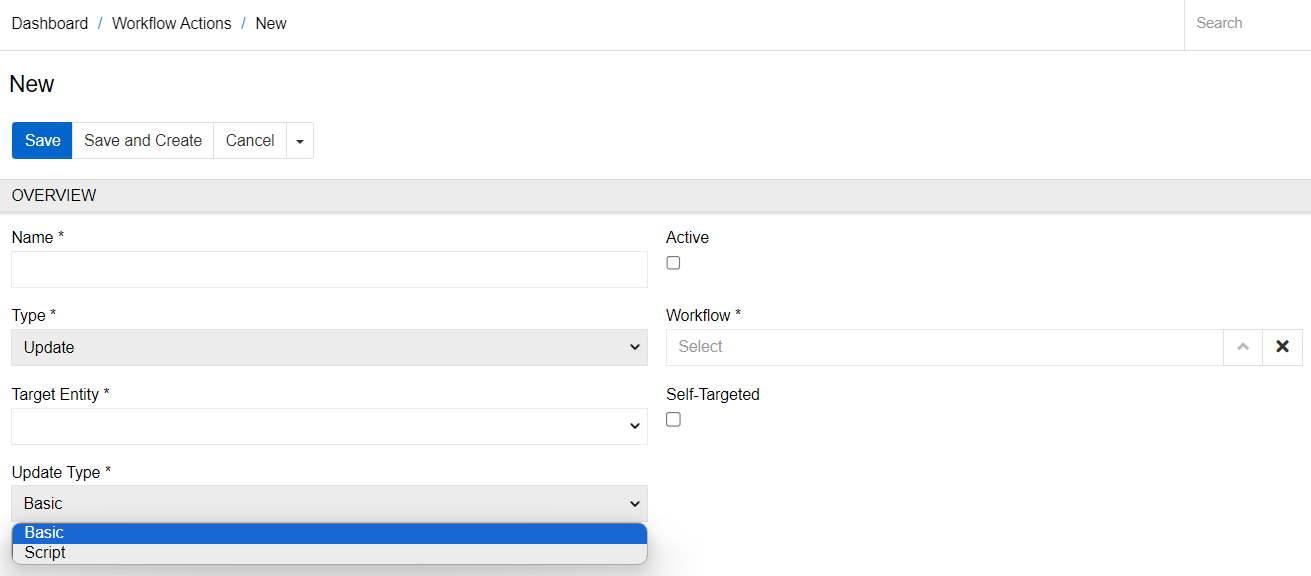 Dashboard / Workflow Actions / New
Search
New
Save
Save and Create
Cancel
OVERVIEW
Name *
Active
Type *
Workflow *
Update
Select
Target Entity *
Self-Targeted
Update Type *
Basic
Basic
Script